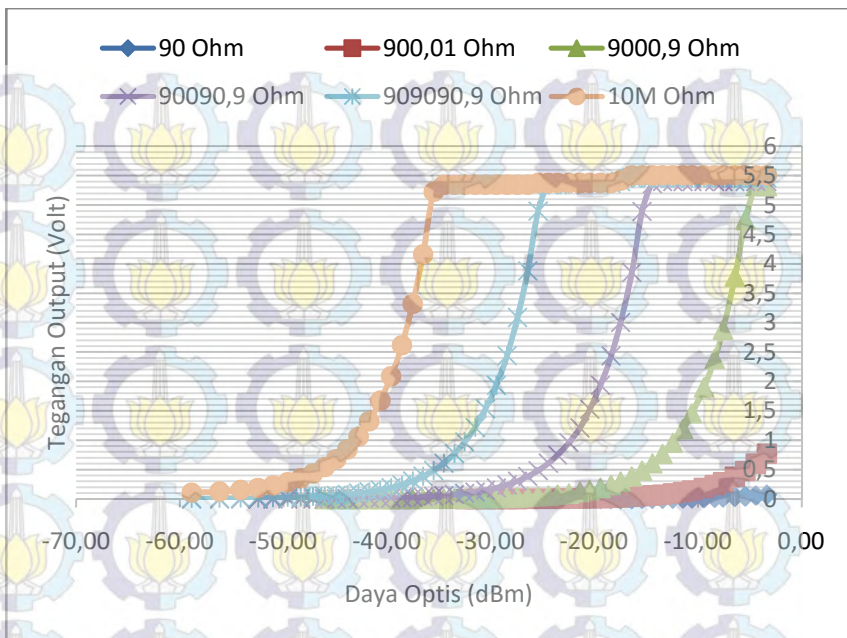 90 Ohm 900,01 Ohm 9000,9 Ohm
90090,9 Ohm 909090,9 Ohm 10M Ohm
Tegangan Output (Volt)
6
5,5
5
4,5
4
3,5
3
2,5
2
1,5
1
0,5
0
-70,00 -60,00 -50,00 -40,00 -30,00 -20,00 -10,00 0,00
Daya Optis (dBm)